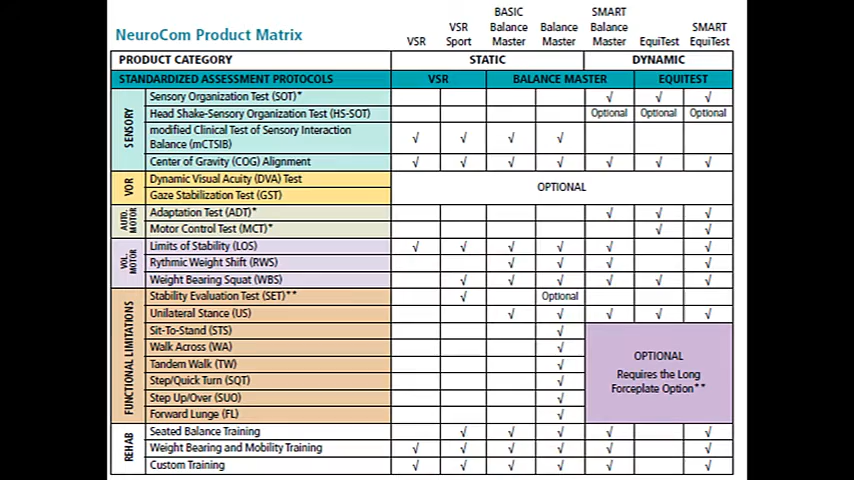 NeuroCom Product Matrix
VSR
VSR Sport
BASIC Balance Master
Balance Master
SMART Balance Master
EquiTest
SMART EquiTest
PRODUCT CATEGORY STATIC DYNAMIC
STANDARDIZED ASSESSMENT PROTOCOLS VSR BALANCE MASTER EQUITEST
SENSORY
Sensory Organization Test (SOT)* √ √ √
Head Shake-Sensory Organization Test (HS-SOT) Optional Optional Optional
modified Clinical Test of Sensory Interaction
Balance (mCTSIB) √ √ √ √
Center of Gravity (COG) Alignment √ √ √ √ √ √ √
VOR
Dynamic Visual Acuity (DVA) Test
Gaze Stabilization Test (GST)
OPTIONAL
AUTO. MOTOR
Adaptation Test (ADT)* √ √ √
Motor Control Test (MCT)* √ √
VOL. MOTOR
Limits of Stability (LOS) √ √ √ √ √ √
Rythmic Weight Shift (RWS) √ √ √ √
Weight Bearing Squat (WBS) √ √ √ √ √ √
FUNCTIONAL LIMITATIONS
Stability Evaluation Test (SET)** √ Optional
Unilateral Stance (US) √ √ √ √ √
Sit-To-Stand (STS) √
Walk Across (WA) √
Tandem Walk (TW) √
Step/Quick Turn (SQT) √
Step Up/Over (SUO) √
Forward Lunge (FL) √
OPTIONAL
Requires the Long
Forceplate Option**
REHAB
Seated Balance Training √ √ √ √ √
Weight Bearing and Mobility Training √ √ √ √ √ √
Custom Training √ √ √ √ √ √